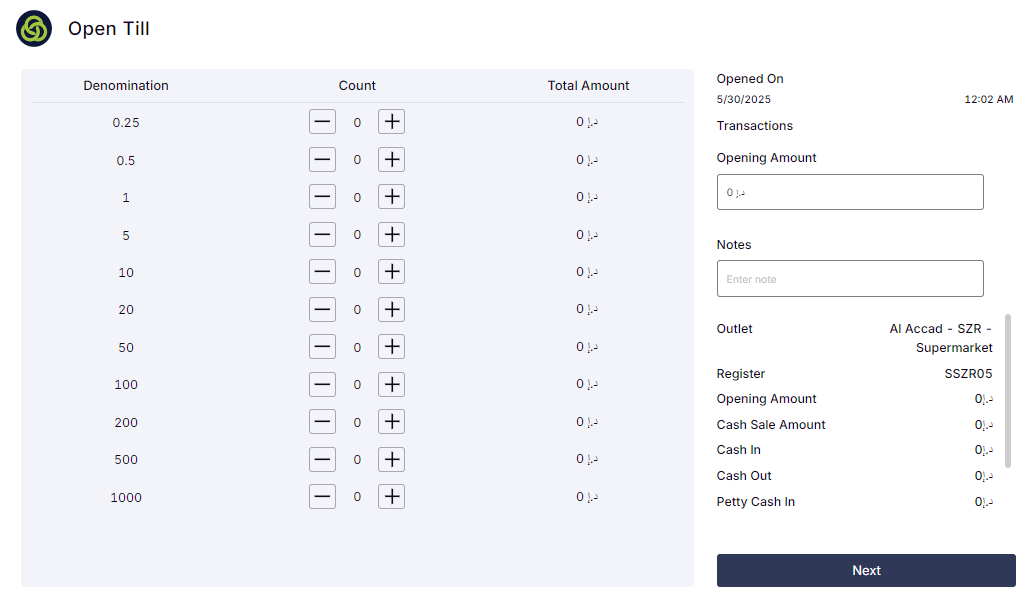 Open Till
Denomination Count Total Amount
0.25 0 0 د.إ
0.5 0 0 د.إ
1 0 0 د.إ
5 0 0 د.إ
10 0 0 د.إ
20 0 0 د.إ
50 0 0 د.إ
100 0 0 د.إ
200 0 0 د.إ
500 0 0 د.إ
1000 0 0 د.إ
Opened On
5/30/2025 12:02 AM
Transactions
Opening Amount
0 د.إ
Notes
Enter note
Outlet Al Accad - SZR -
Supermarket
Register SSZR05
Opening Amount 0د.إ
Cash Sale Amount 0د.إ
Cash In 0د.إ
Cash Out 0د.إ
Petty Cash In 0د.إ
Next